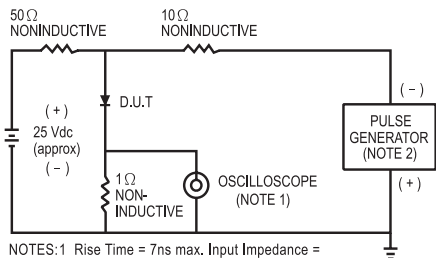 50Ω
NONINDUCTIVE
10Ω
NONINDUCTIVE
(+)
25 Vdc
(approx)
(−)
D.U.T
1Ω
NON-
INDUCTIVE
OSCILLOSCOPE
(NOTE 1)
(−)
PULSE
GENERATOR
(NOTE 2)
(+)
NOTES:1 Rise Time = 7ns max. Input Impedance =